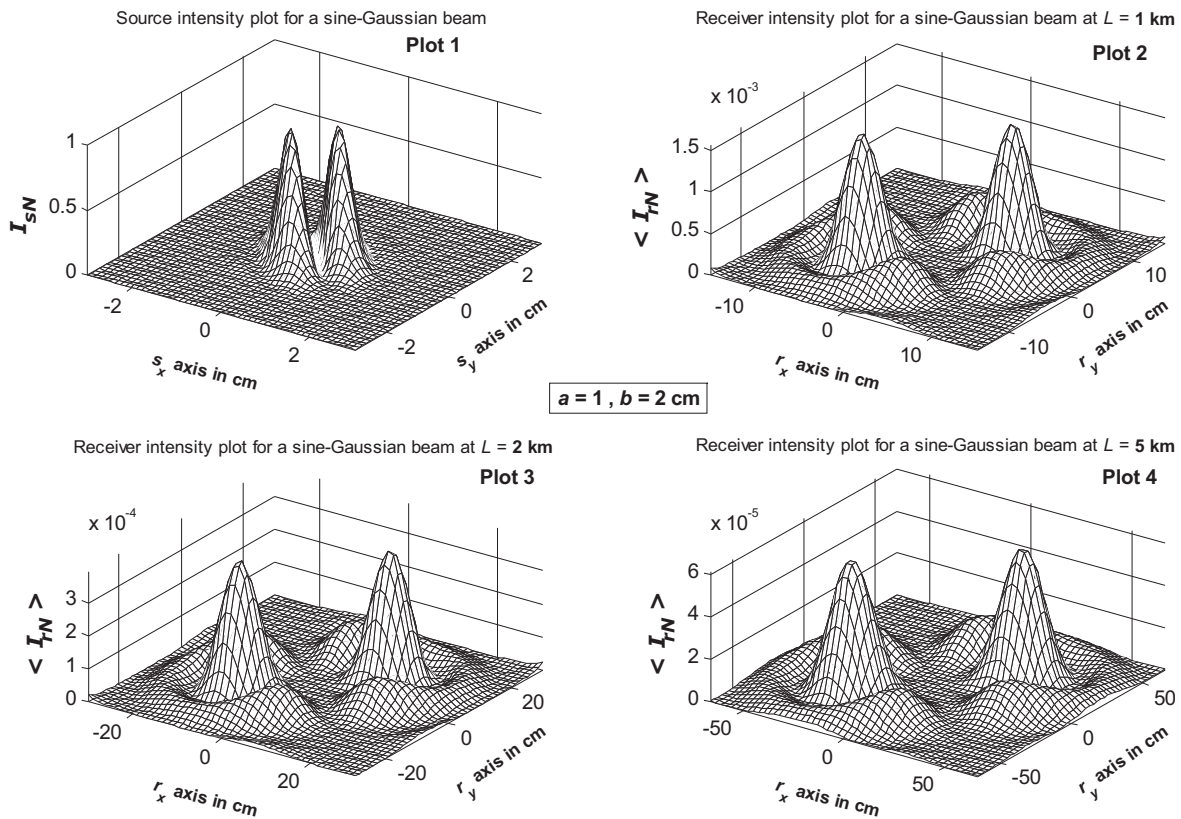 Source intensity plot for a sine-Gaussian beam
Plot 1
1
0.5
0
I_sN
-2
0
2
s_x axis in cm
-2
0
2
s_y axis in cm
Receiver intensity plot for a sine-Gaussian beam at L = 1 km
Plot 2
x 10^-3
1.5
1
0.5
0
< I_rN >
-10
0
10
r_x axis in cm
-10
0
10
r_y axis in cm
a = 1 , b = 2 cm
Receiver intensity plot for a sine-Gaussian beam at L = 2 km
Plot 3
x 10^-4
3
2
1
0
< I_rN >
-20
0
20
r_x axis in cm
-20
0
20
r_y axis in cm
Receiver intensity plot for a sine-Gaussian beam at L = 5 km
Plot 4
x 10^-5
6
4
2
0
< I_rN >
-50
0
50
r_x axis in cm
-50
0
50
r_y axis in cm